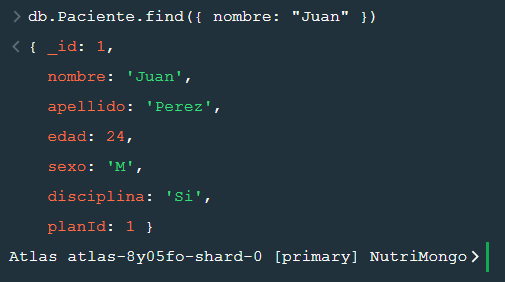 > db.Paciente.find({ nombre: "Juan" })
< { _id: 1,
nombre: 'Juan',
apellido: 'Perez',
edad: 24,
sexo: 'M',
disciplina: 'Si',
planId: 1 }
Atlas atlas-8y05fo-shard-0 [primary] NutriMongo>